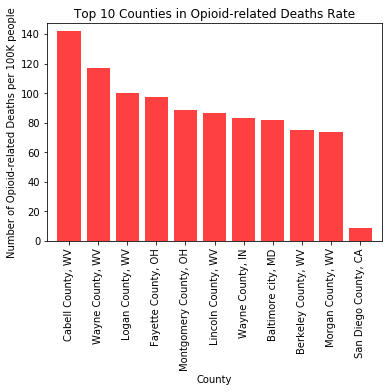 Top 10 Counties in Opioid-related Deaths Rate
Number of Opioid-related Deaths per 100K people
140
120
100
80
60
40
20
0
Cabell County, WV
Wayne County, WV
Logan County, WV
Fayette County, OH
Montgomery County, OH
Lincoln County, WV
Wayne County, IN
Baltimore city, MD
Berkeley County, WV
Morgan County, WV
San Diego County, CA
County